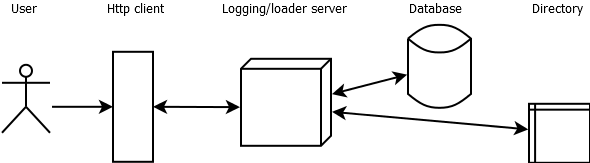 User
Http client
Logging/loader server
Database
Directory